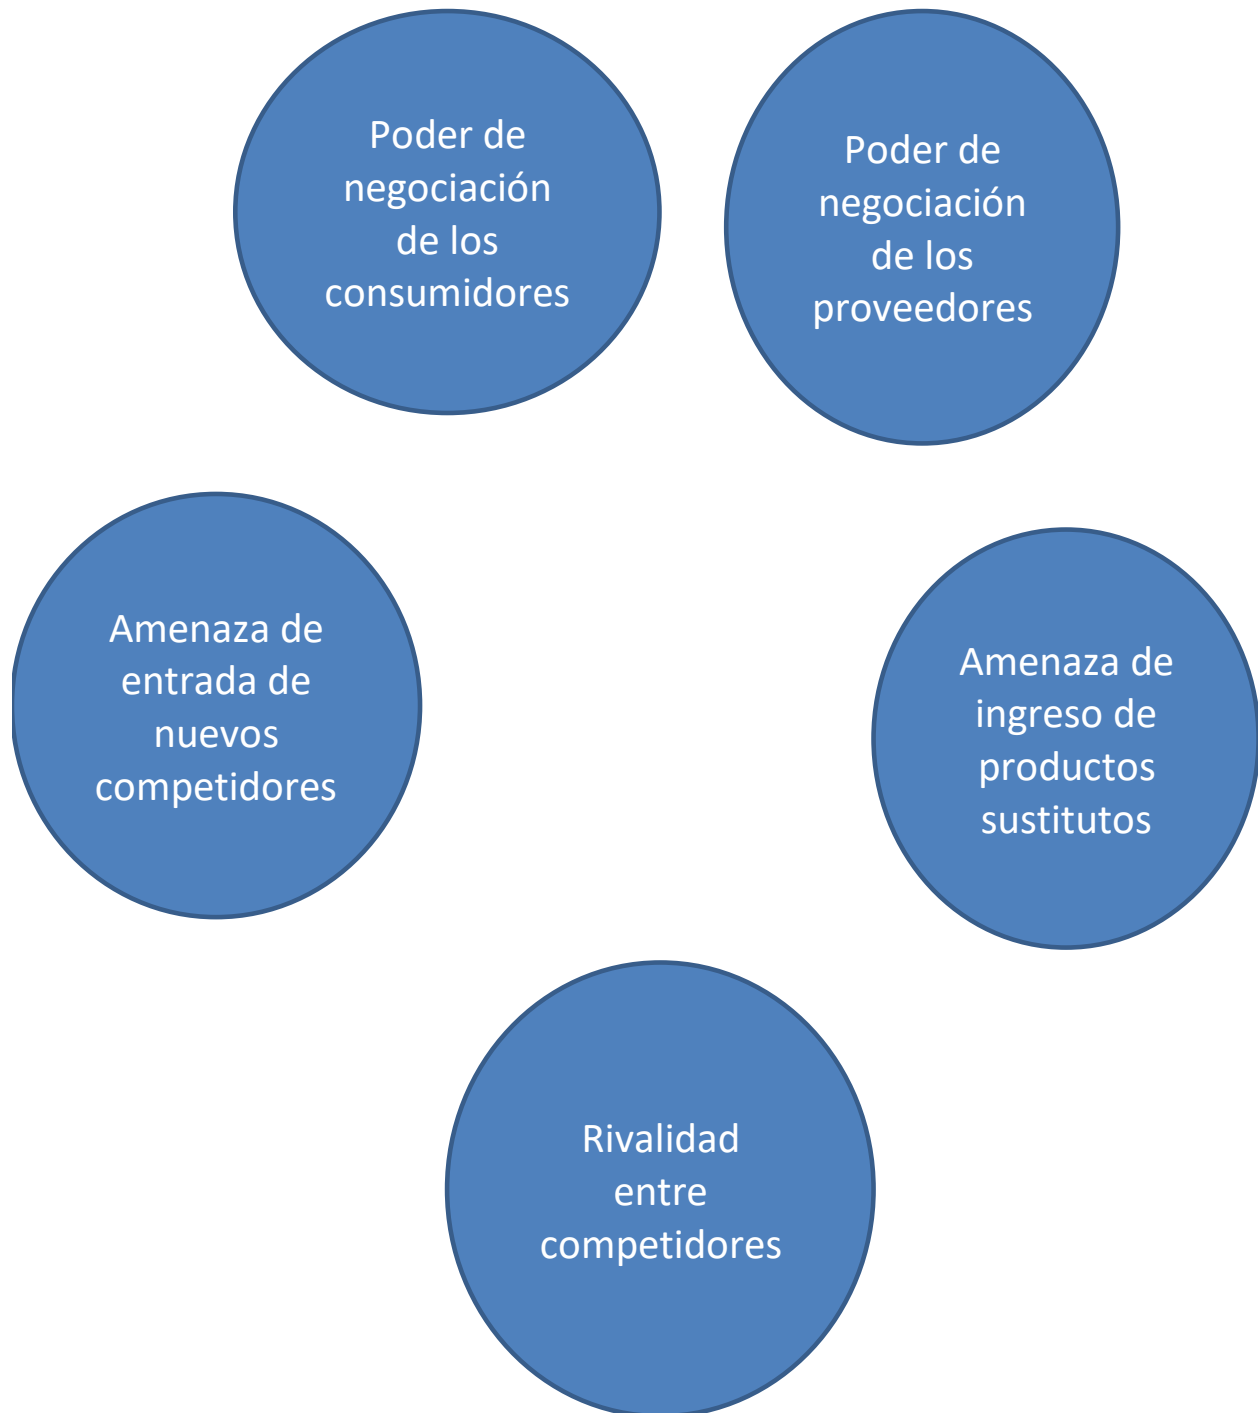 Poder de
negociación
de los
consumidores
Poder de
negociación
de los
proveedores
Amenaza de
entrada de
nuevos
competidores
Amenaza de
ingreso de
productos
sustitutos
Rivalidad
entre
competidores